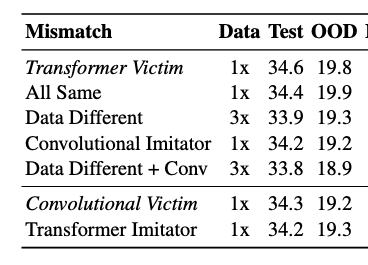 Mismatch Data Test OOD
Transformer Victim 1x 34.6 19.8
All Same 1x 34.4 19.9
Data Different 3x 33.9 19.3
Convolutional Imitator 1x 34.2 19.2
Data Different + Conv 3x 33.8 18.9
Convolutional Victim 1x 34.3 19.2
Transformer Imitator 1x 34.2 19.3